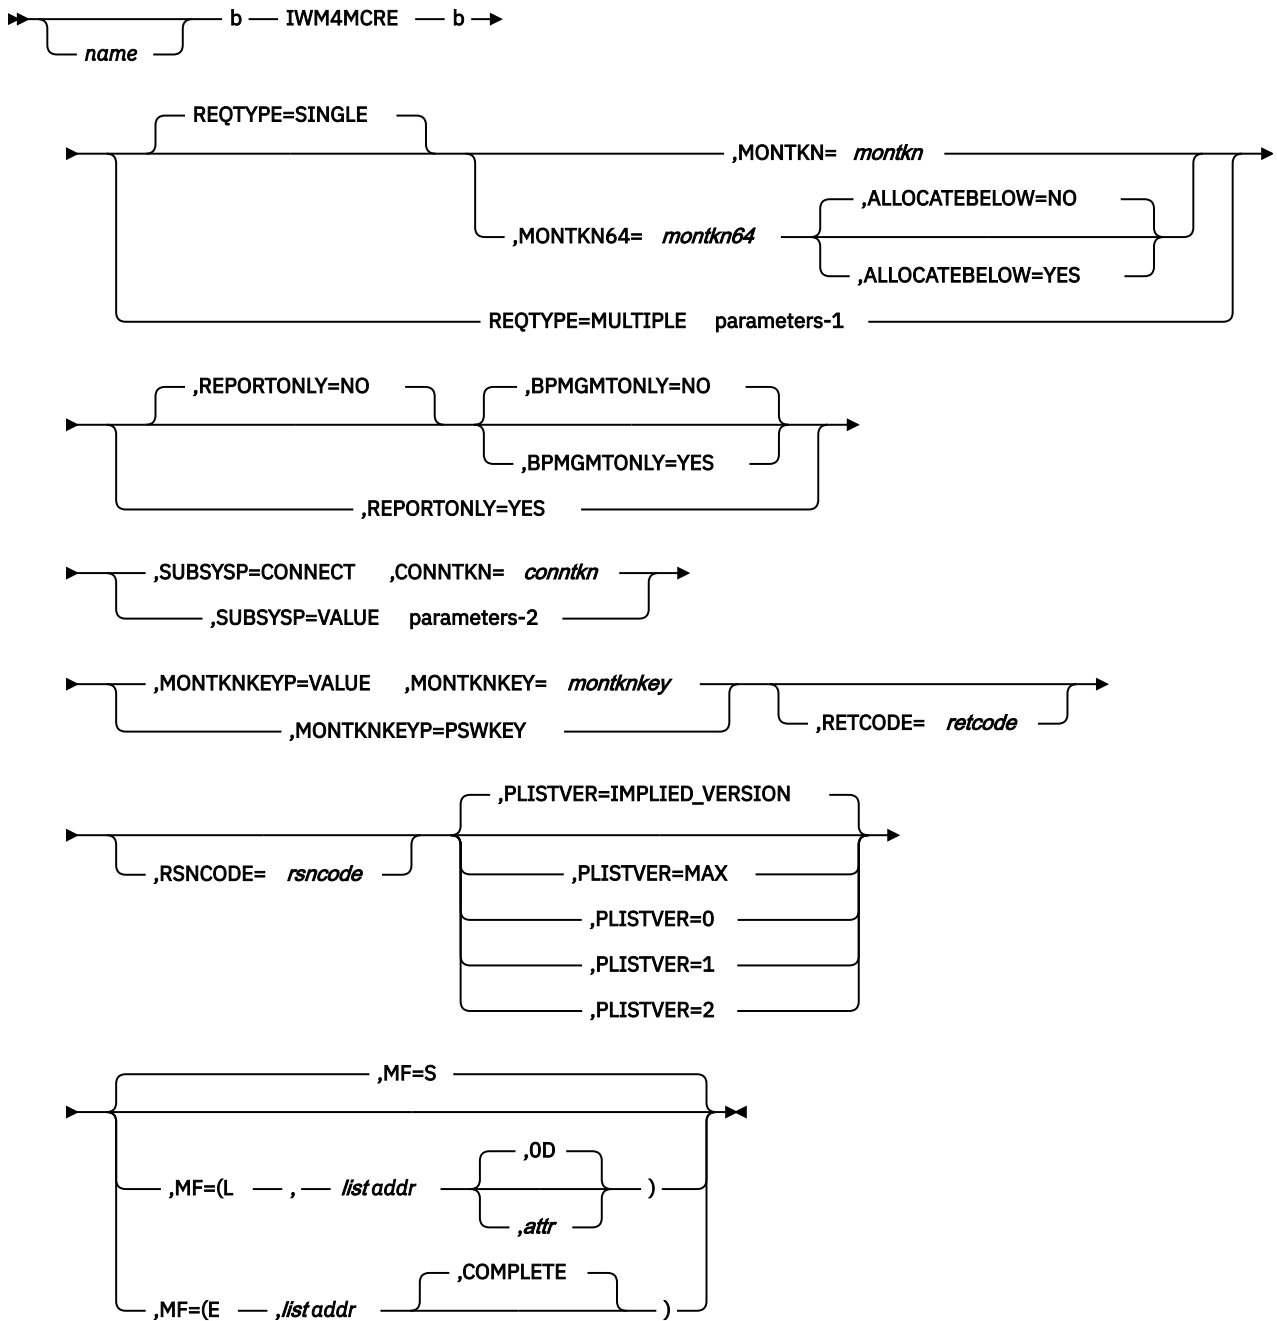 b IWM4MCRE b
name
REQTYPE=SINGLE
,MONTKN= montkn
,ALLOCATEBELOW=NO
,MONTKN64= montkn64
,ALLOCATEBELOW=YES
REQTYPE=MULTIPLE parameters-1
,REPORTONLY=NO ,BPMGMTONLY=NO
,BPMGMTONLY=YES
,REPORTONLY=YES
,SUBSYSP=CONNECT ,CONNTKN= conntkn
,SUBSYSP=VALUE parameters-2
,MONTKNKEYP=VALUE ,MONTKNKEY= montknkey
,RETCODE= retcode
,MONTKNKEYP=PSWKEY
,PLISTVER=IMPLIED_VERSION
,RSNCODE= rsncode
,PLISTVER=MAX
,PLISTVER=0
,PLISTVER=1
,PLISTVER=2
,MF=S
,0D
,MF=(L , list addr )
,attr
,COMPLETE
,MF=(E ,list addr )